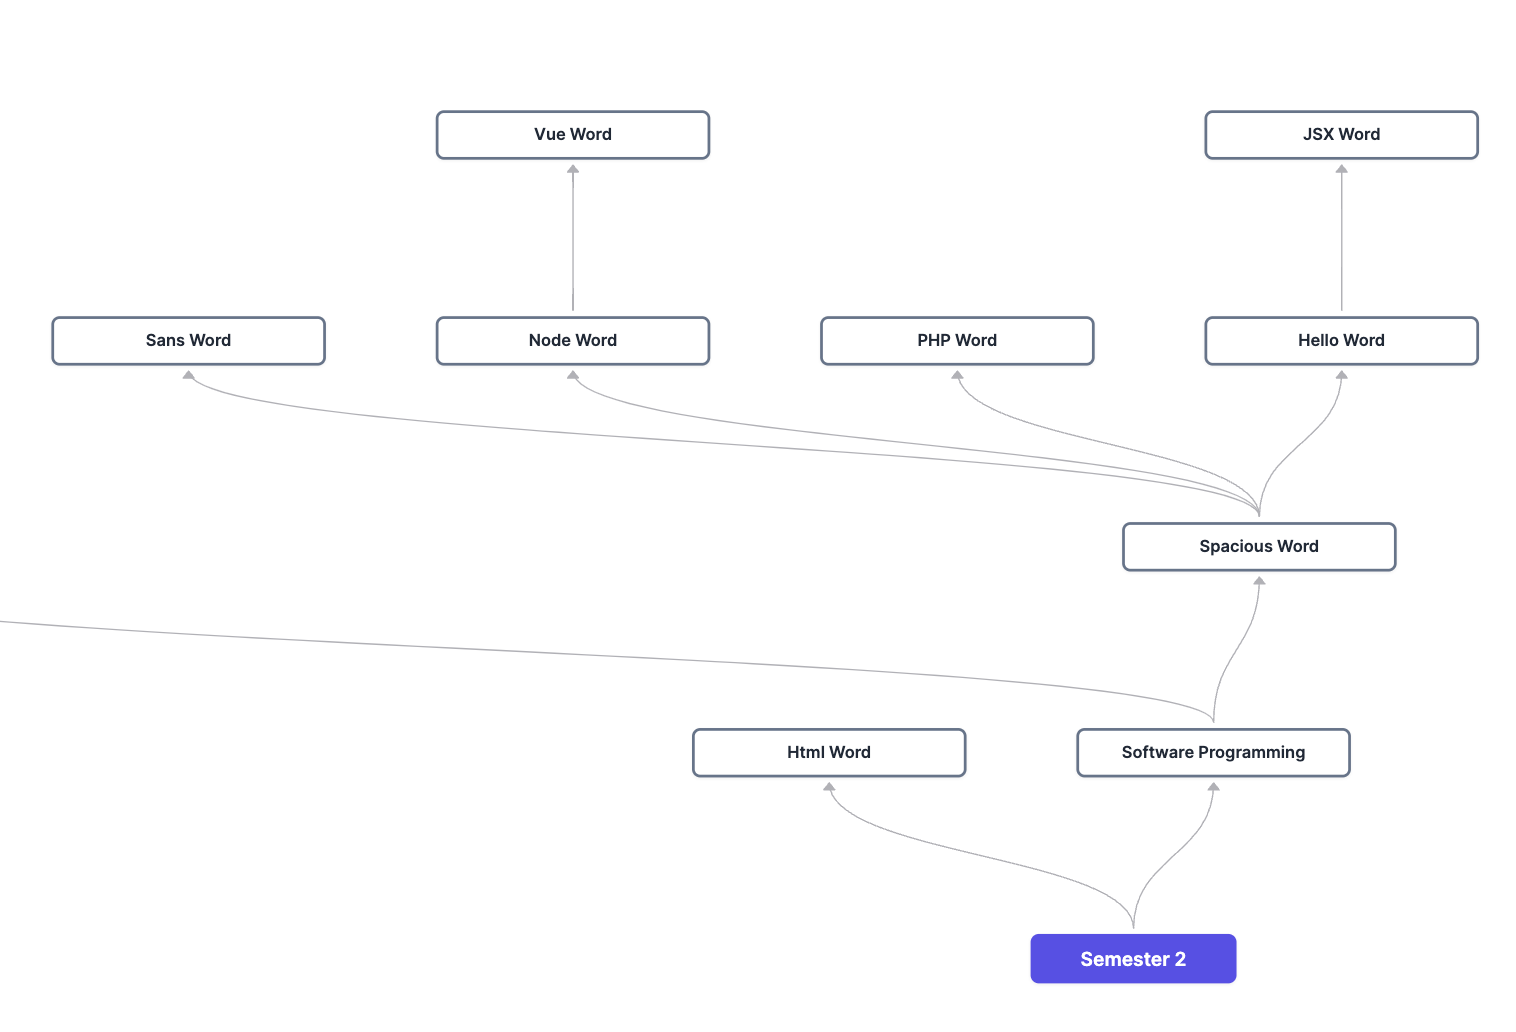 Vue Word
JSX Word
Sans Word
Node Word
PHP Word
Hello Word
Spacious Word
Html Word
Software Programming
Semester 2